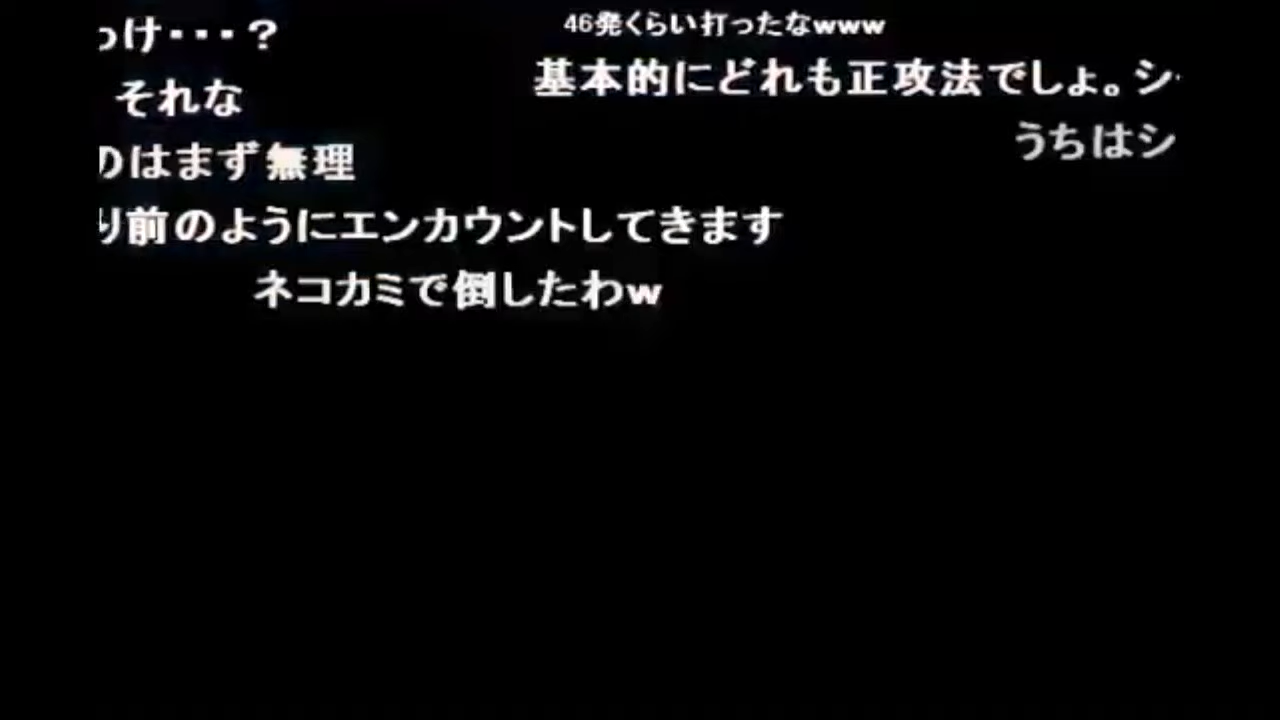 っけ・・・？
46発くらい打ったなwww
基本的にどれも正攻法でしょ。シ
それな
うちはシ
のはまず無理
り前のようにエンカウントしてきます
ネコカミで倒したわw